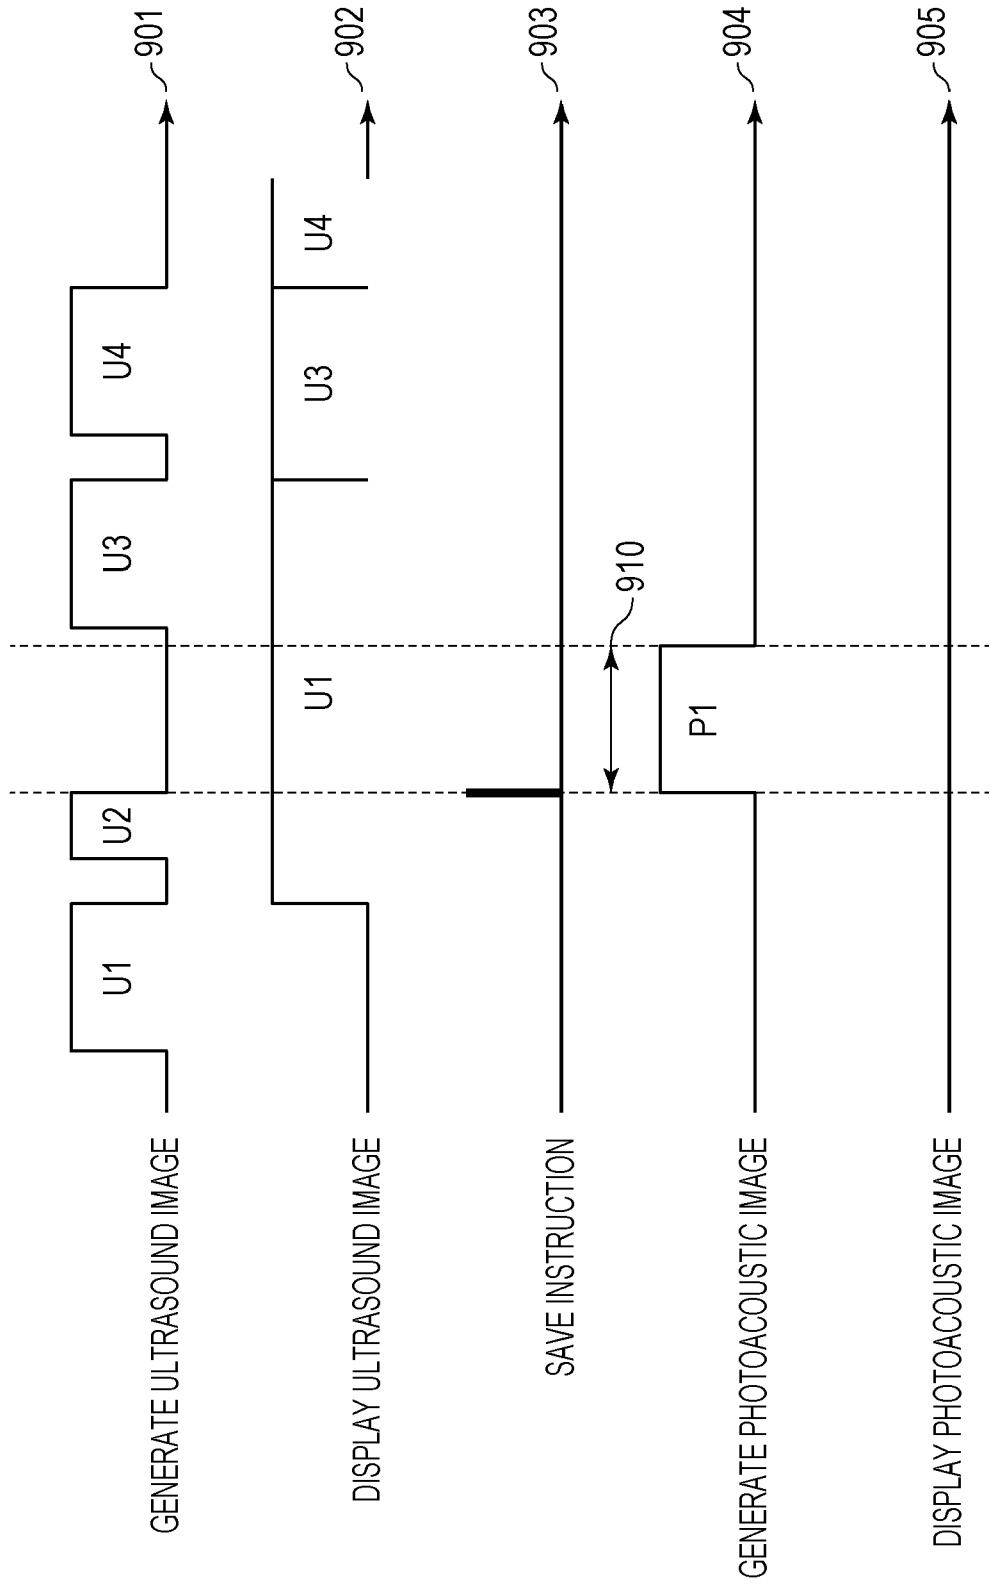 GENERATE ULTRASOUND IMAGE
U1
U2
U3
U4
901
DISPLAY ULTRASOUND IMAGE
U1
U3
U4
902
SAVE INSTRUCTION
903
910
GENERATE PHOTOACOUSTIC IMAGE
P1
904
DISPLAY PHOTOACOUSTIC IMAGE
905